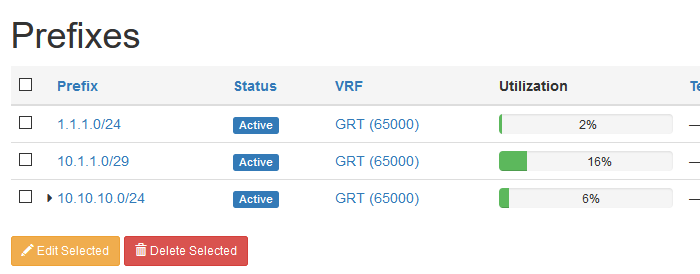 Prefixes
Prefix Status VRF Utilization Te
1.1.1.0/24 Active GRT (65000) 2% —
10.1.1.0/29 Active GRT (65000) 16% —
10.10.10.0/24 Active GRT (65000) 6% —
Edit Selected Delete Selected